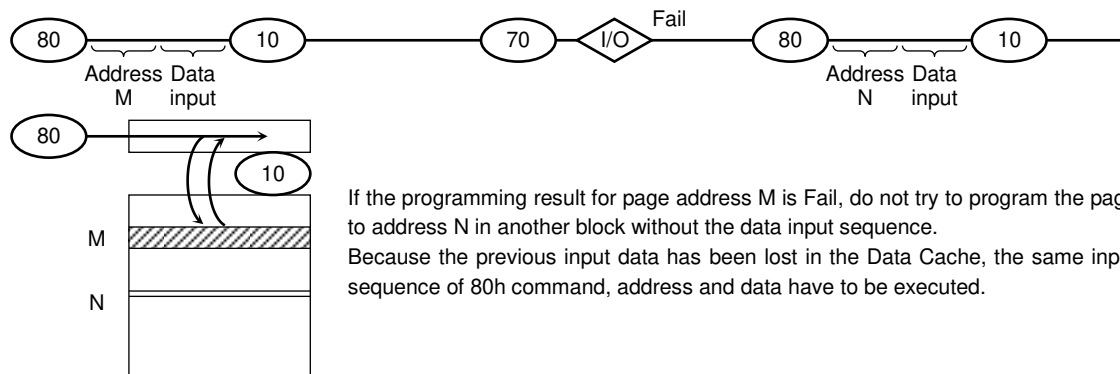 Fail
80 10 70 I/O 80 10
Address Data Address Data
M input N input
80
10
M
N
If the programming result for page address M is Fail, do not try to program the
to address N in another block without the data input sequence.
Because the previous input data has been lost in the Data Cache, the same
sequence of 80h command, address and data have to be executed.